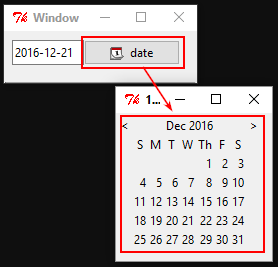 Window
2016-12-21 date
1...
< Dec 2016 >
S M T W Th F S
1 2 3
4 5 6 7 8 9 10
11 12 13 14 15 16 17
18 19 20 21 22 23 24
25 26 27 28 29 30 31